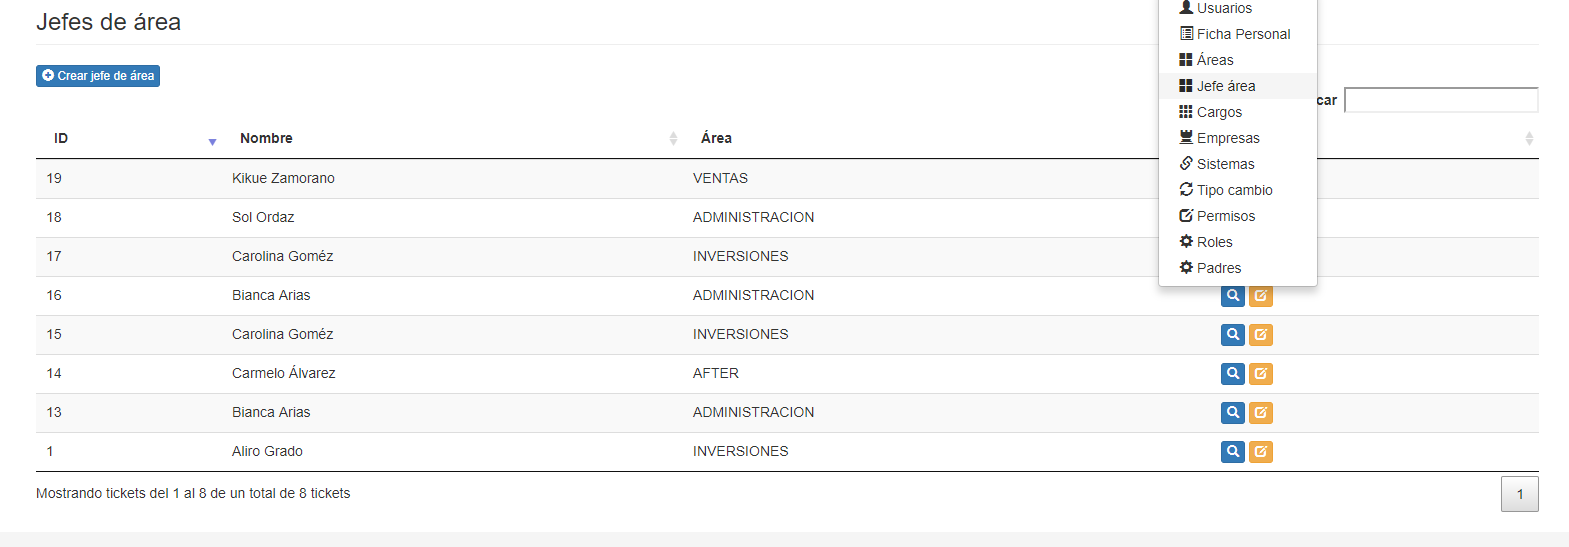 Jefes de área
Crear jefe de área
Usuarios
Ficha Personal
Áreas
Jefe área
Cargos
Empresas
Sistemas
Tipo cambio
Permisos
Roles
Padres
car
ID Nombre Área
19 Kikue Zamorano VENTAS
18 Sol Ordaz ADMINISTRACION
17 Carolina Goméz INVERSIONES
16 Bianca Arias ADMINISTRACION
15 Carolina Goméz INVERSIONES
14 Carmelo Álvarez AFTER
13 Bianca Arias ADMINISTRACION
1 Aliro Grado INVERSIONES
Mostrando tickets del 1 al 8 de un total de 8 tickets
1